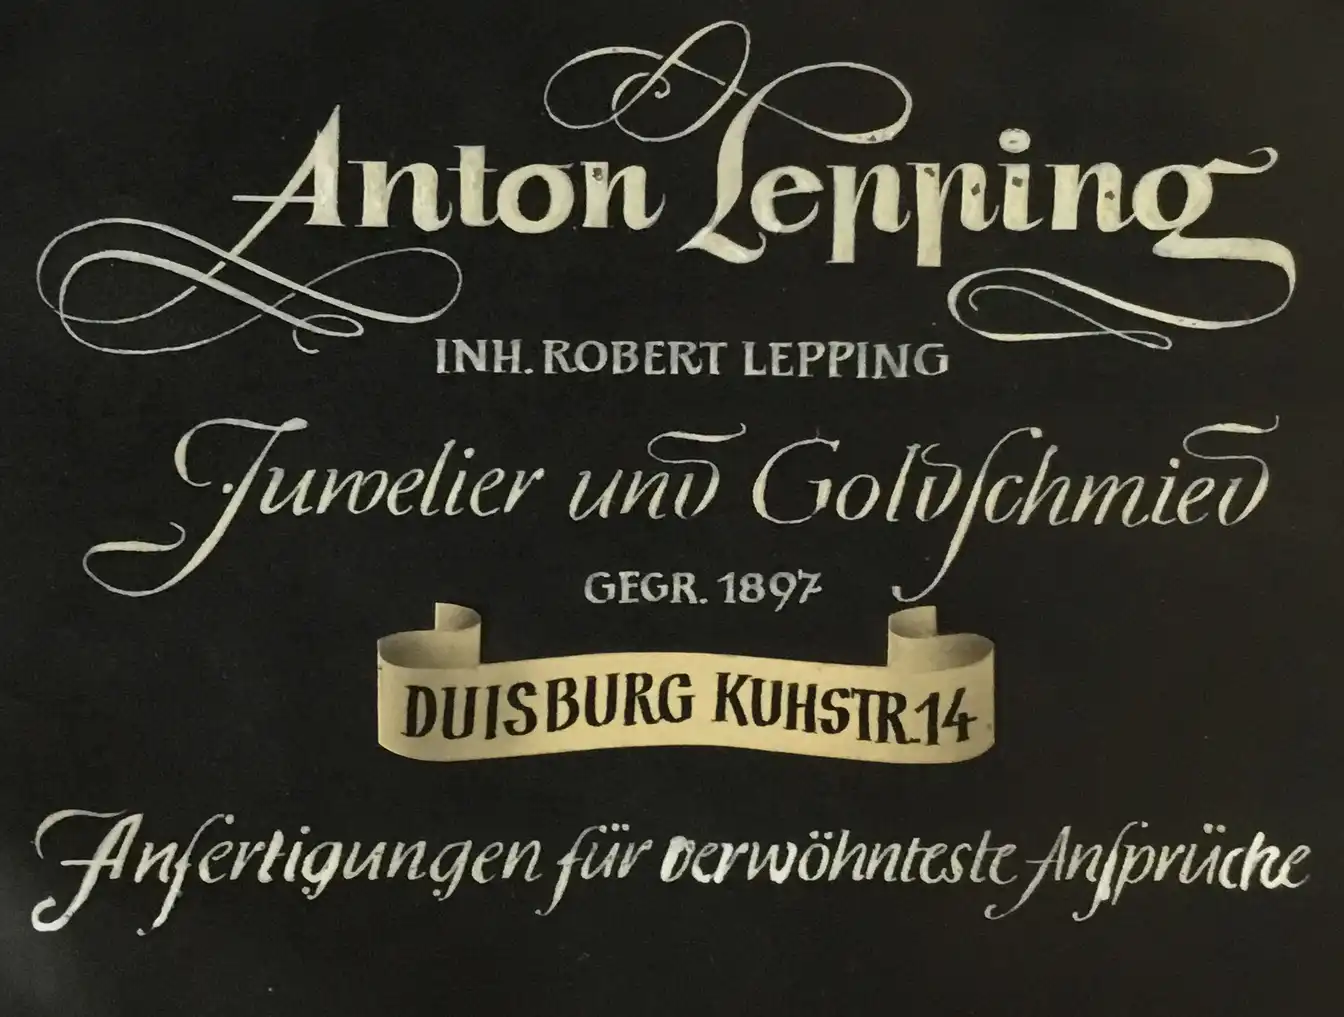 Anton Lepping
INH. ROBERT LEPPING
Juwelier und Goldſchmied
GEGR. 1897
DUISBURG KUHSTR.14
Anfertigungen für verwöhnteste Anſprüche